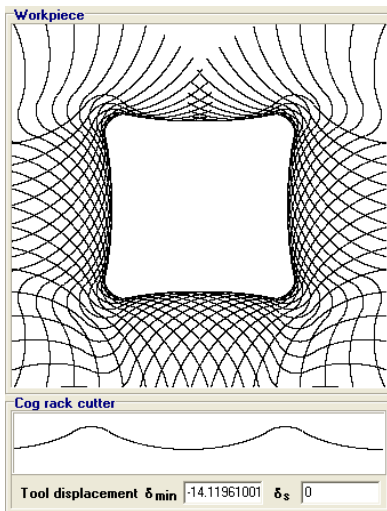 Workpiece
Cog rack cutter
Tool displacement δmin -14.11961001 δs 0